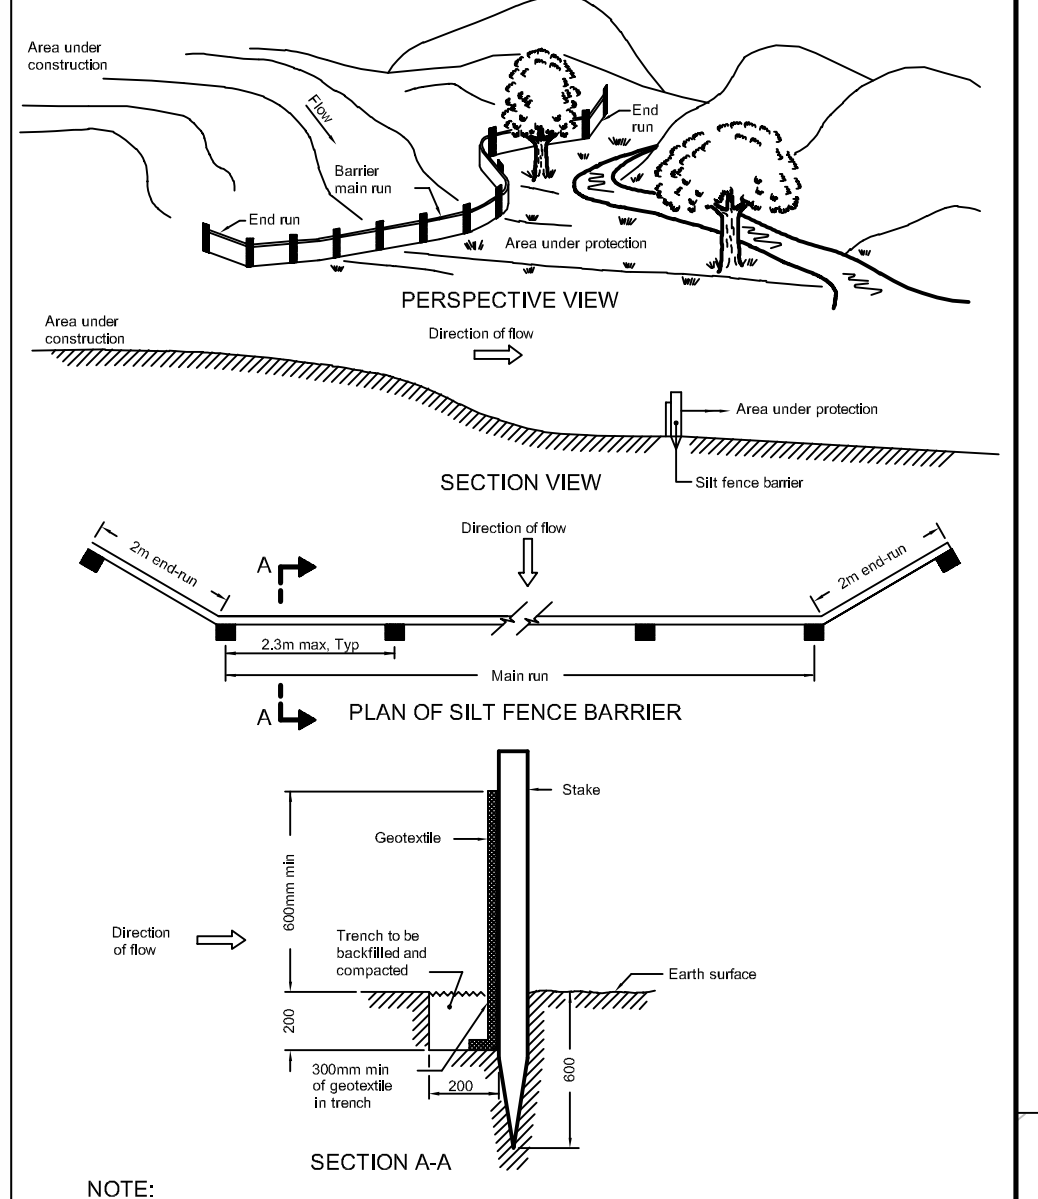 Area under
construction
Flow
End
run
Barrier
main run
End run
Area under protection
PERSPECTIVE VIEW
Area under
construction
Direction of flow
Area under protection
Silt fence barrier
SECTION VIEW
Direction of flow
2m end-run
2m end-run
A
2.3m max, Typ
Main run
A
PLAN OF SILT FENCE BARRIER
Stake
Geotextile
600mm min
Direction
of flow
Trench to be
backfilled and
compacted
Earth surface
200
300mm min
of geotextile
in trench
200
600
SECTION A-A
NOTE: